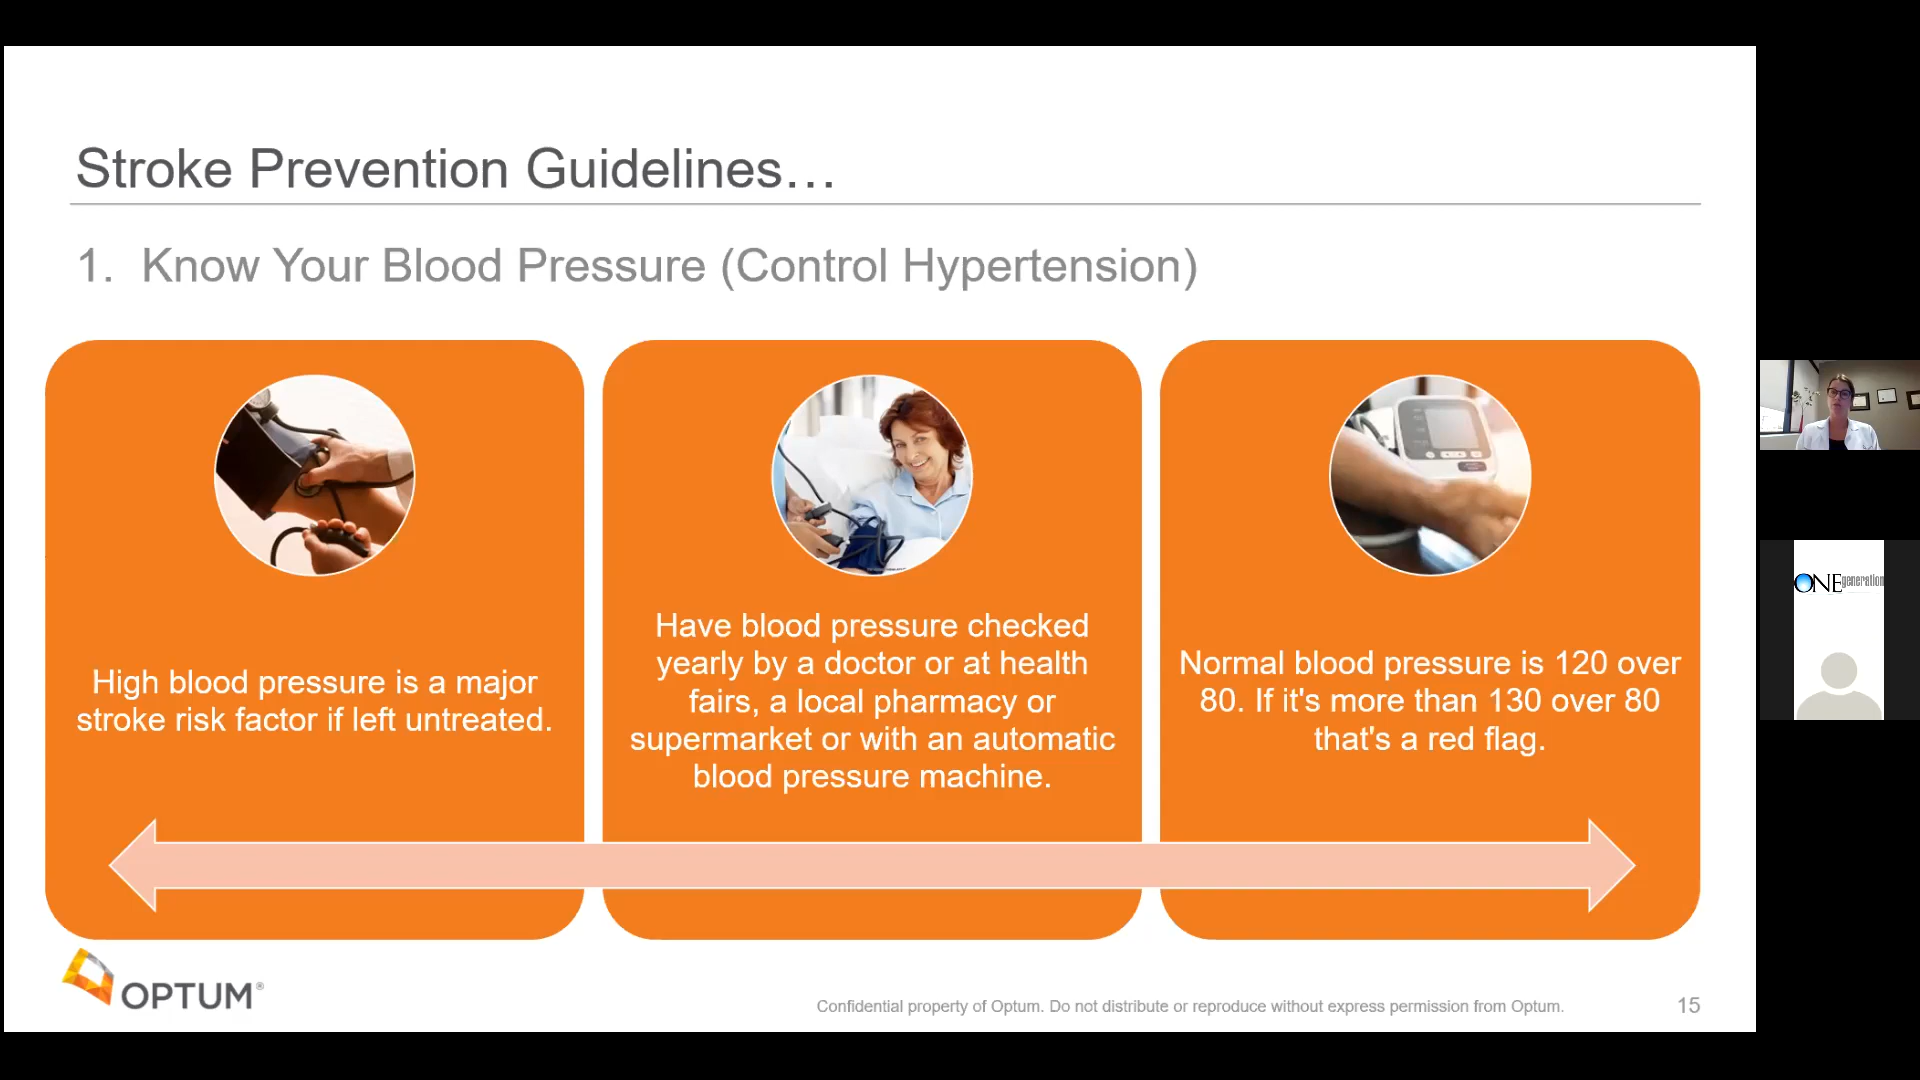 Stroke Prevention Guidelines…
1. Know Your Blood Pressure (Control Hypertension)
High blood pressure is a major
stroke risk factor if left untreated.
Have blood pressure checked
yearly by a doctor or at health
fairs, a local pharmacy or
supermarket or with an automatic
blood pressure machine.
Normal blood pressure is 120 over
80. If it's more than 130 over 80
that's a red flag.
OPTUM®
Confidential property of Optum. Do not distribute or reproduce without express permission from Optum.
15
ONEgeneration